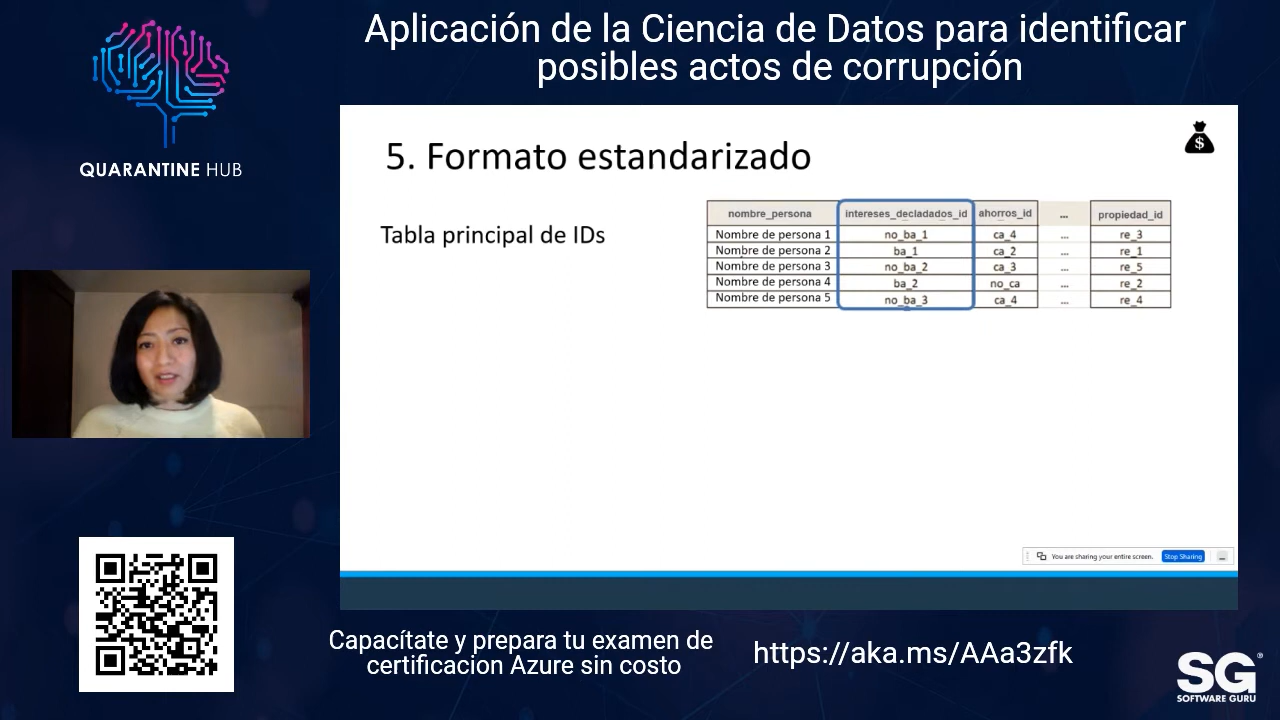 Aplicación de la Ciencia de Datos para identificar
posibles actos de corrupción
QUARANTINE HUB
5. Formato estandarizado
$
Tabla principal de IDs
nombre_persona intereses_decladados_id ahorros_id ... propiedad_id
Nombre de persona 1 no_ba_1 ca_4 ... re_3
Nombre de persona 2 ba_1 ca_2 ... re_1
Nombre de persona 3 no_ba_2 ca_3 ... re_5
Nombre de persona 4 ba_2 no_ca ... re_2
Nombre de persona 5 no_ba_3 ca_4 ... re_4
You are sharing your entire screen. Stop Sharing
Capacítate y prepara tu examen de
certificacion Azure sin costo
https://aka.ms/AAa3zfk
SG®
SOFTWARE GURU